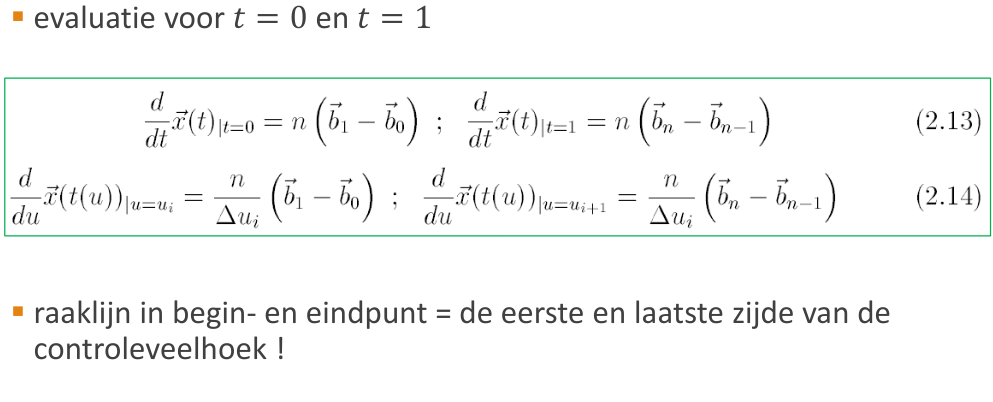 ▪ evaluatie voor $t = 0$ en $t = 1$
$\frac{d}{dt}\vec{x}(t)_{|t=0} = n\left(\vec{b}_1 - \vec{b}_0\right)$ ; $\frac{d}{dt}\vec{x}(t)_{|t=1} = n\left(\vec{b}_n - \vec{b}_{n-1}\right)$ (2.13)
$\frac{d}{du}\vec{x}(t(u))_{|u=u_i} = \frac{n}{\Delta u_i}\left(\vec{b}_1 - \vec{b}_0\right)$ ; $\frac{d}{du}\vec{x}(t(u))_{|u=u_{i+1}} = \frac{n}{\Delta u_i}\left(\vec{b}_n - \vec{b}_{n-1}\right)$ (2.14)
▪ raaklijn in begin- en eindpunt = de eerste en laatste zijde van de
controleveelhoek !